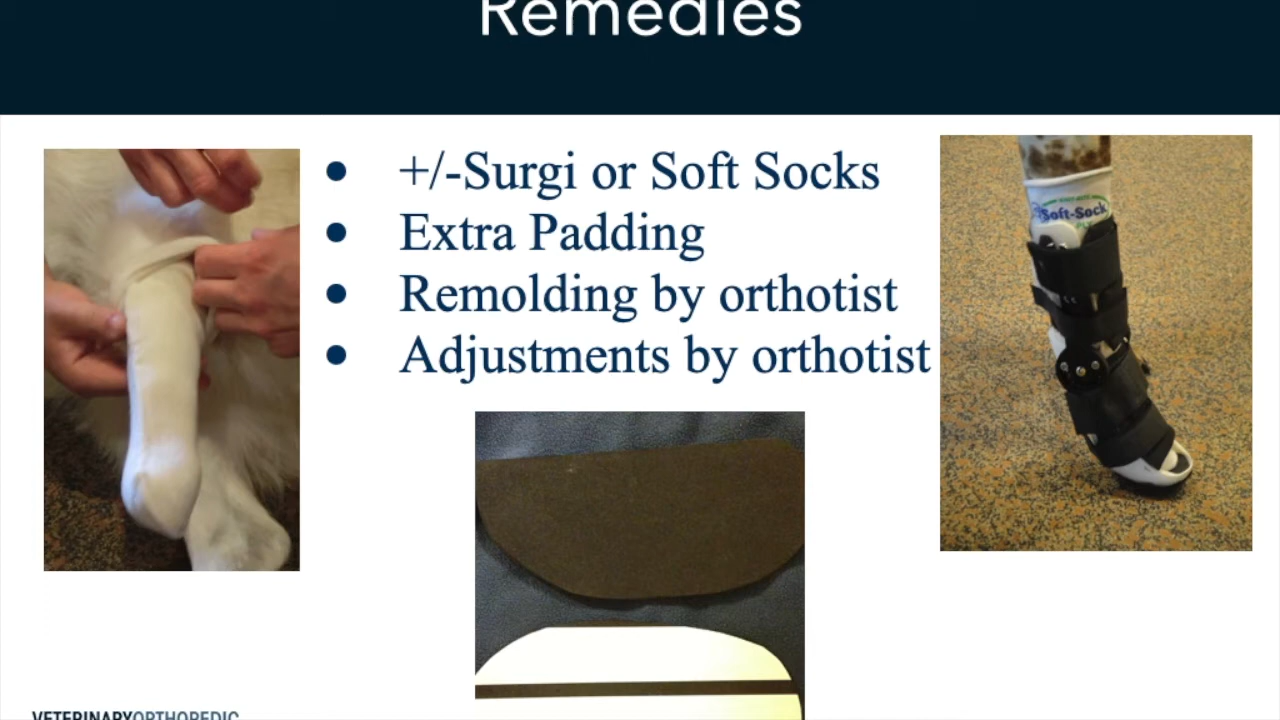 Remedies
+/-Surgi or Soft Socks
Extra Padding
Remolding by orthotist
Adjustments by orthotist
Soft-Sock
VETERINARYORTHOPEDIC